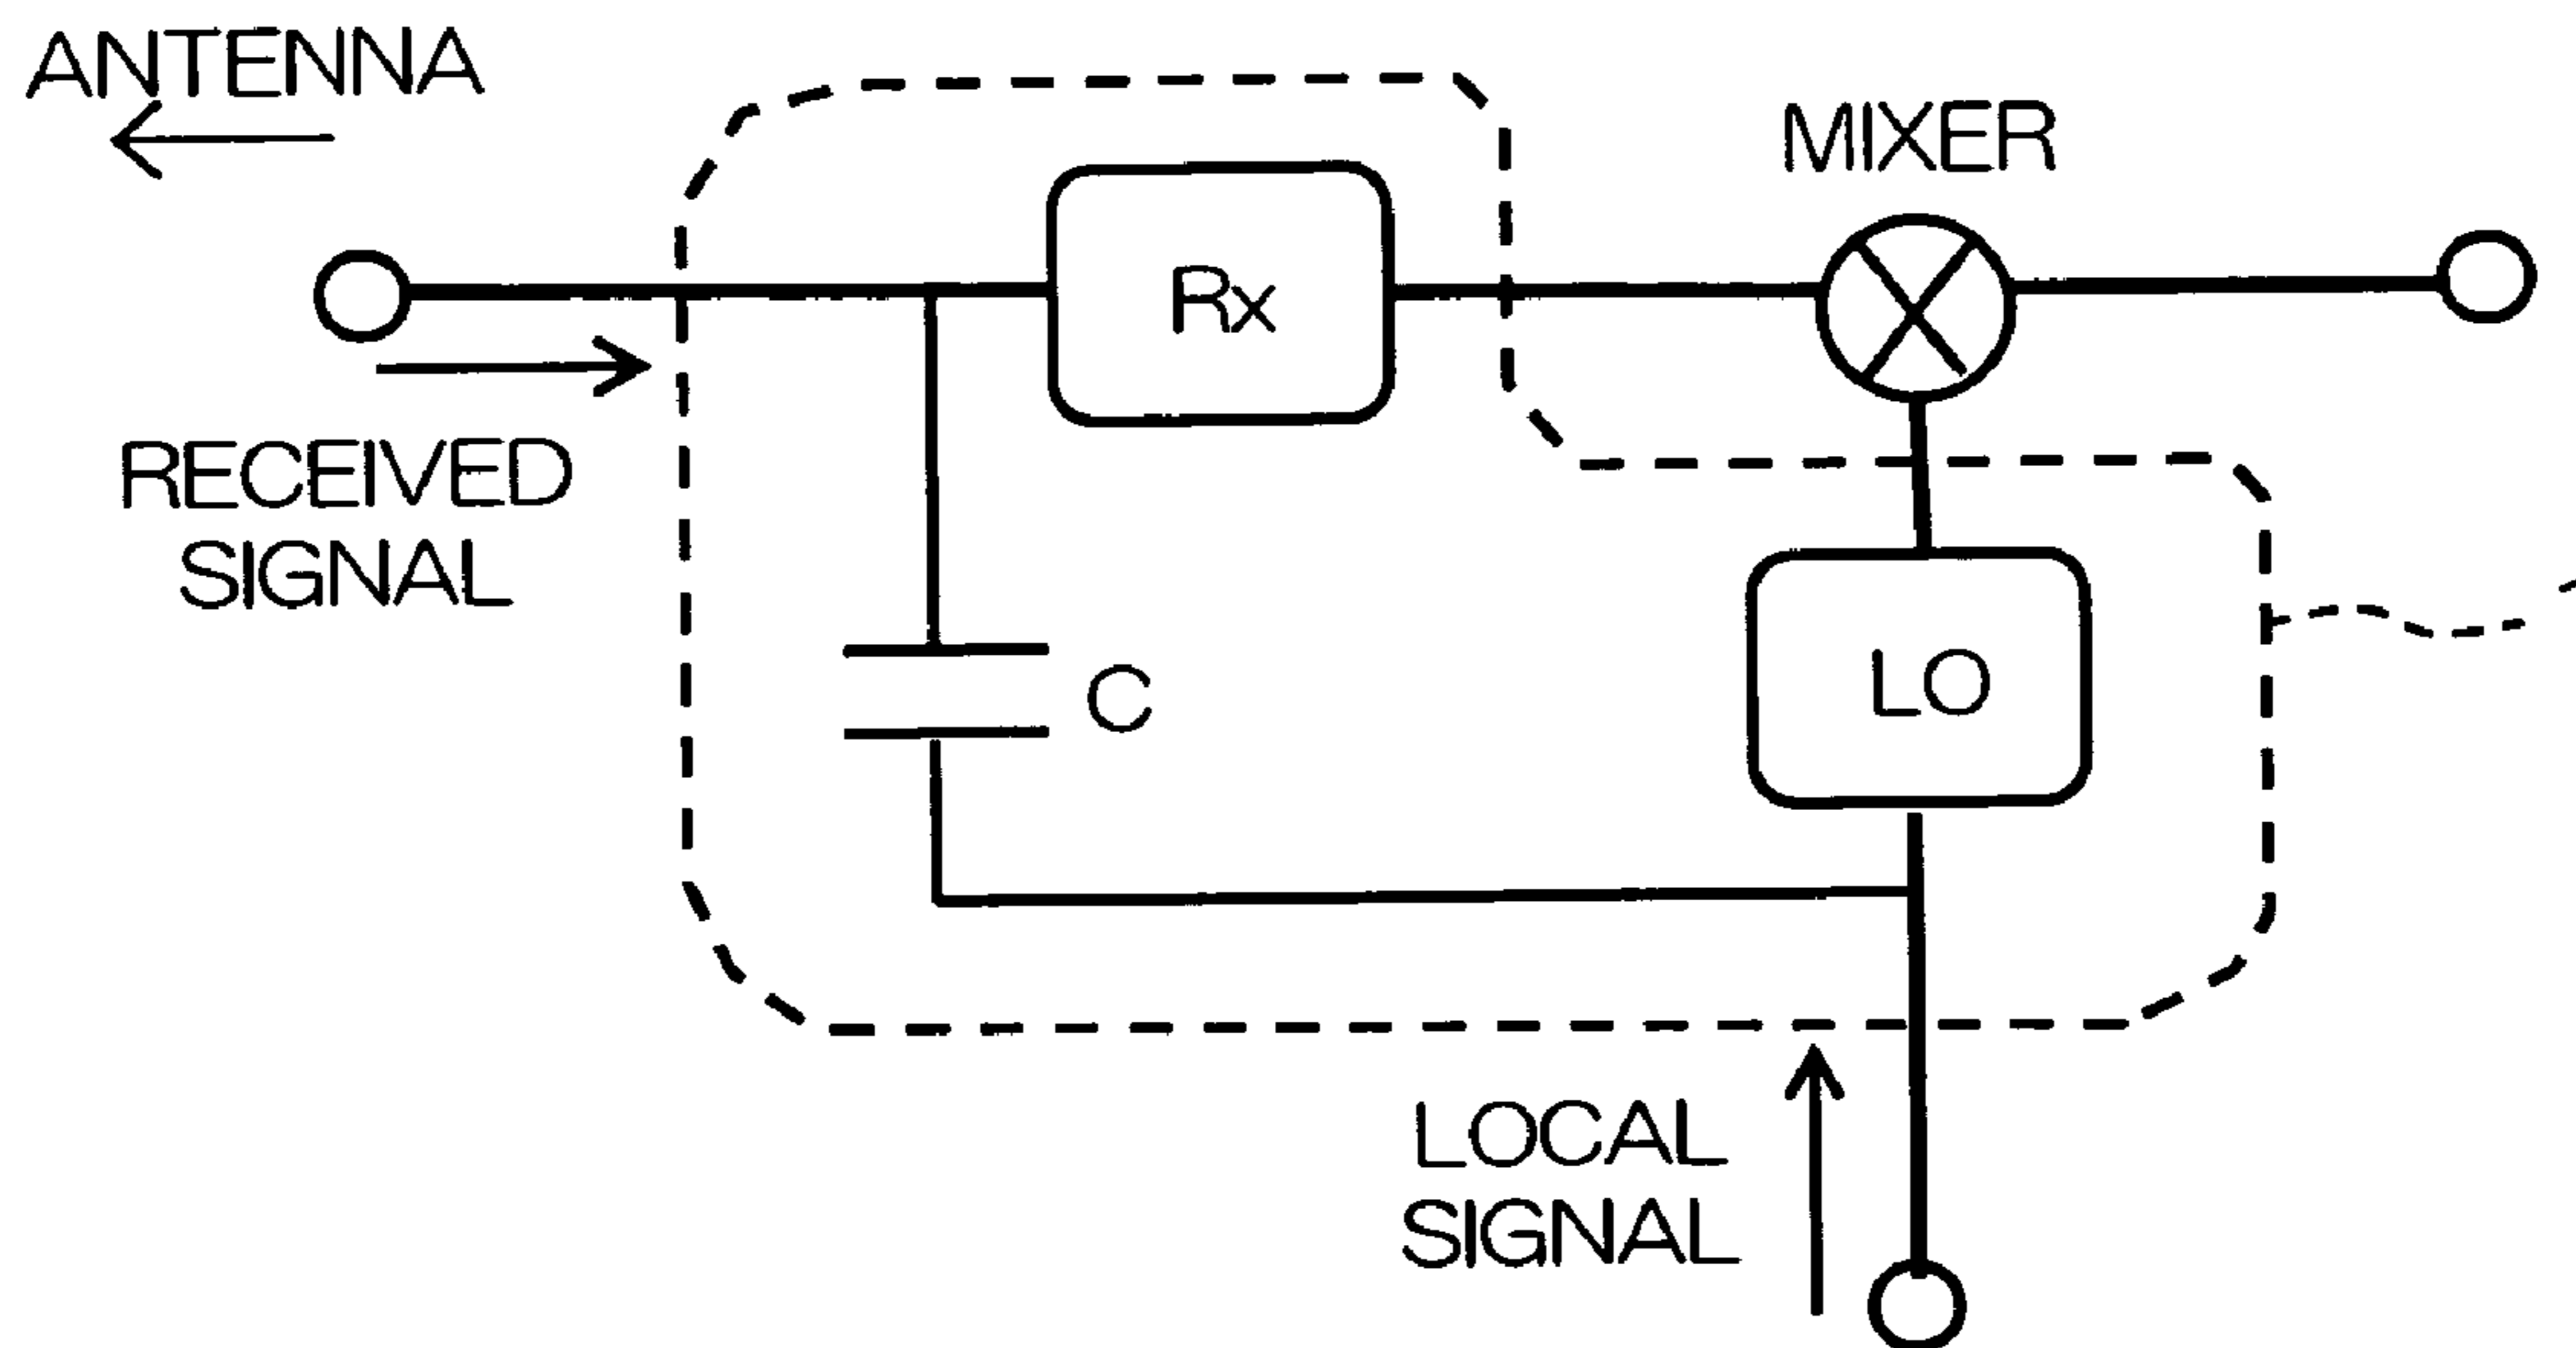 ANTENNA
MIXER
Rx
RECEIVED
SIGNAL
C
LO
LOCAL
SIGNAL